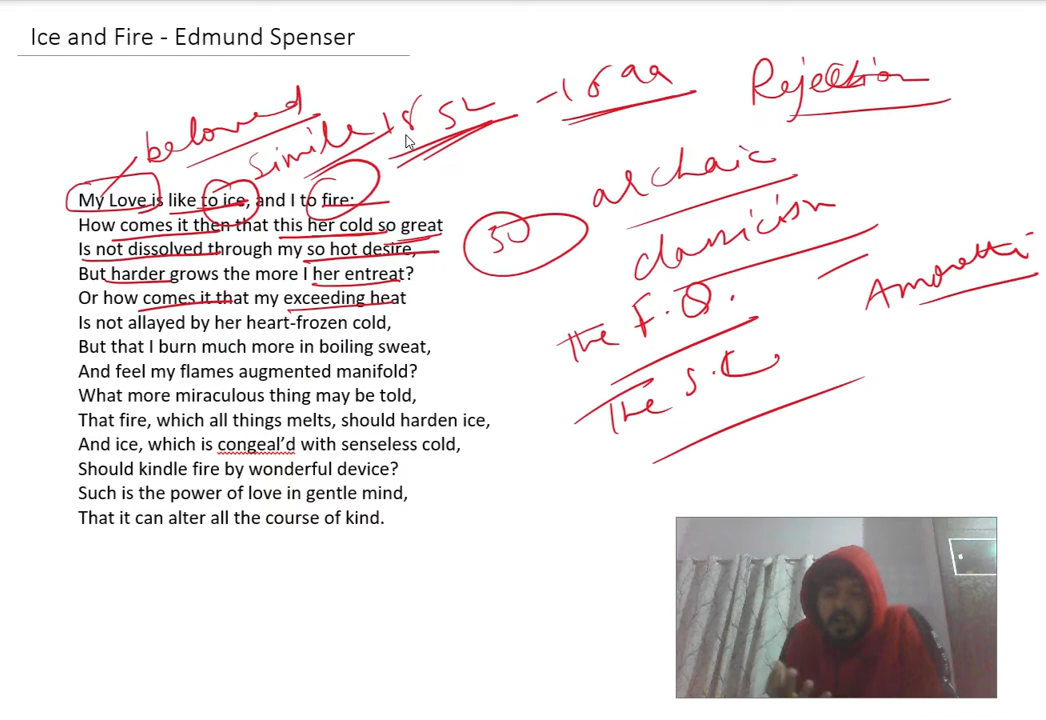 Ice and Fire - Edmund Spenser
beloved
Simile
1552 - 1599
Rejection
archaic
classicism
30
Amoretti
The F.Q.
The S.C
My Love is like to ice, and I to fire:
How comes it then that this her cold so great
Is not dissolved through my so hot desire,
But harder grows the more I her entreat?
Or how comes it that my exceeding heat
Is not allayed by her heart-frozen cold,
But that I burn much more in boiling sweat,
And feel my flames augmented manifold?
What more miraculous thing may be told,
That fire, which all things melts, should harden ice,
And ice, which is congeal’d with senseless cold,
Should kindle fire by wonderful device?
Such is the power of love in gentle mind,
That it can alter all the course of kind.